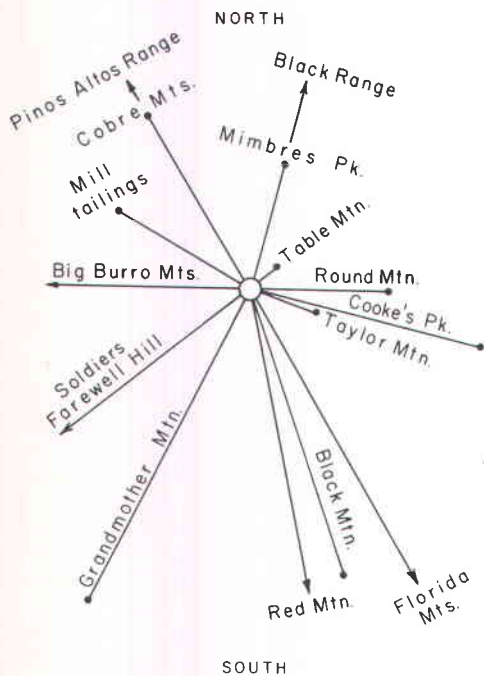 NORTH
Pinos Altos Range
Cobre Mts.
Black Range
Mimbres Pk.
Mill
tailings
Table Mtn.
Big Burro Mts.
Round Mtn.
Cooke's Pk.
Taylor Mtn.
Soldiers
Farewell Hill
Grandmother Mtn.
Black Mtn.
Red Mtn.
Florida
Mts.
SOUTH